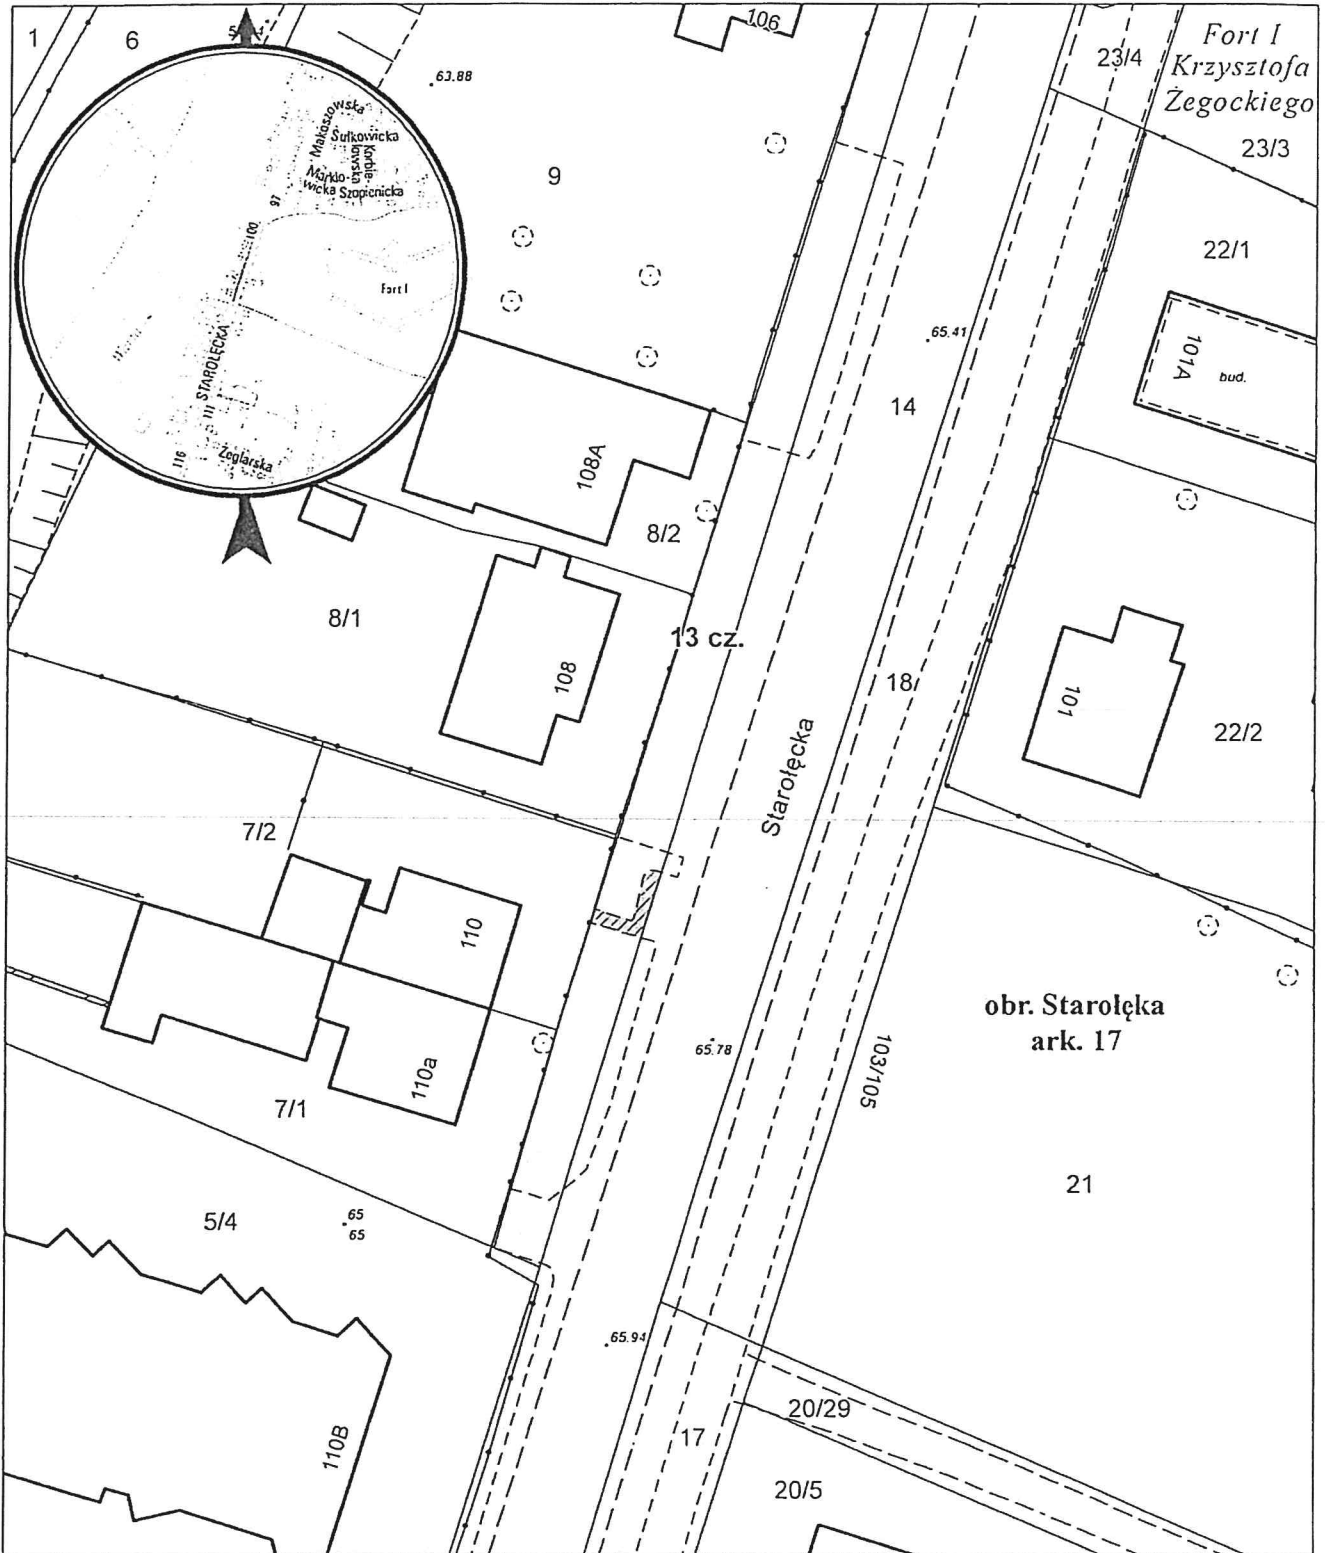 1
6
106
23/4
Fort I
Krzysztofa
Żegockiego
63.88
23/3
9
Makoszowska
Sułkowicka
Korbie-
lowska
Marklo-
wicka
Szopienicka
97
100
Fort I
STAROŁĘCKA
111
116
Żeglarska
22/1
65.41
101A
bud.
14
108A
8/2
8/1
13 cz.
108
18
101
22/2
Starołęcka
7/2
110
obr. Starołęka
ark. 17
65.78
103/105
110a
7/1
21
5/4
65
65
65.94
110B
17
20/29
20/5